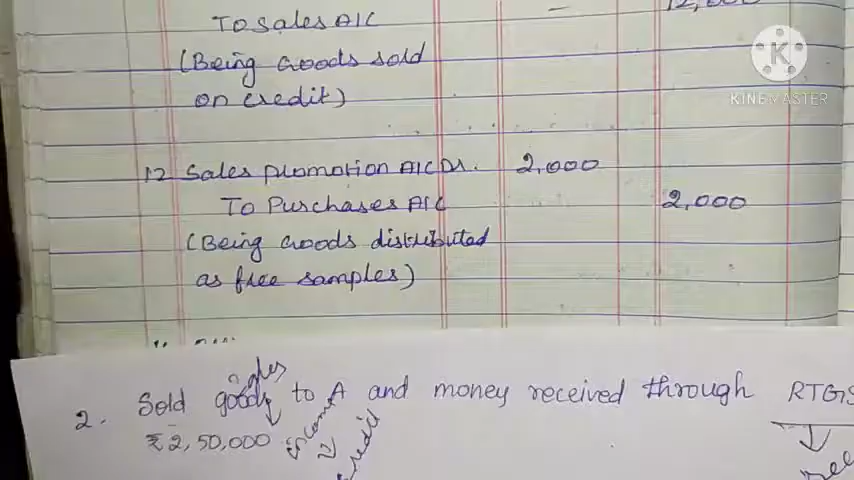 12,000
To Sales A/C
(Being Goods sold
on credit)
K
KINEMASTER
12 Sales promotion A/C Dr. 2,000
To Purchases A/C 2,000
(Being Goods distributed
as free samples)
2. Sold goods to A and money received through RTGS
₹2,50,000
sales
income
credit